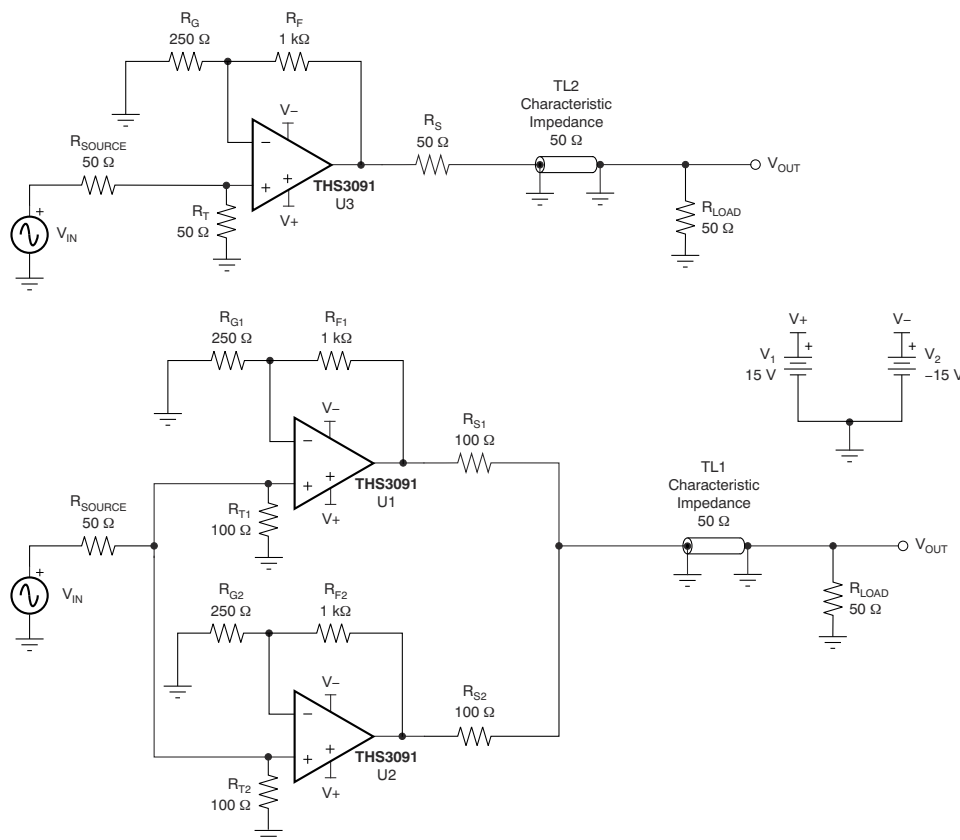 R_G
250 Ω
R_F
1 kΩ
V−
−
+
+
THS3091
U3
V+
R_SOURCE
50 Ω
R_T
50 Ω
+
V_IN
R_S
50 Ω
TL2
Characteristic
Impedance
50 Ω
V_OUT
R_LOAD
50 Ω
R_G1
250 Ω
R_F1
1 kΩ
V−
−
+
+
THS3091
U1
V+
R_T1
100 Ω
R_S1
100 Ω
V+
+
V_1
15 V
V−
+
V_2
−15 V
R_SOURCE
50 Ω
+
V_IN
TL1
Characteristic
Impedance
50 Ω
V_OUT
R_LOAD
50 Ω
R_G2
250 Ω
R_F2
1 kΩ
V−
−
+
+
THS3091
U2
V+
R_T2
100 Ω
R_S2
100 Ω